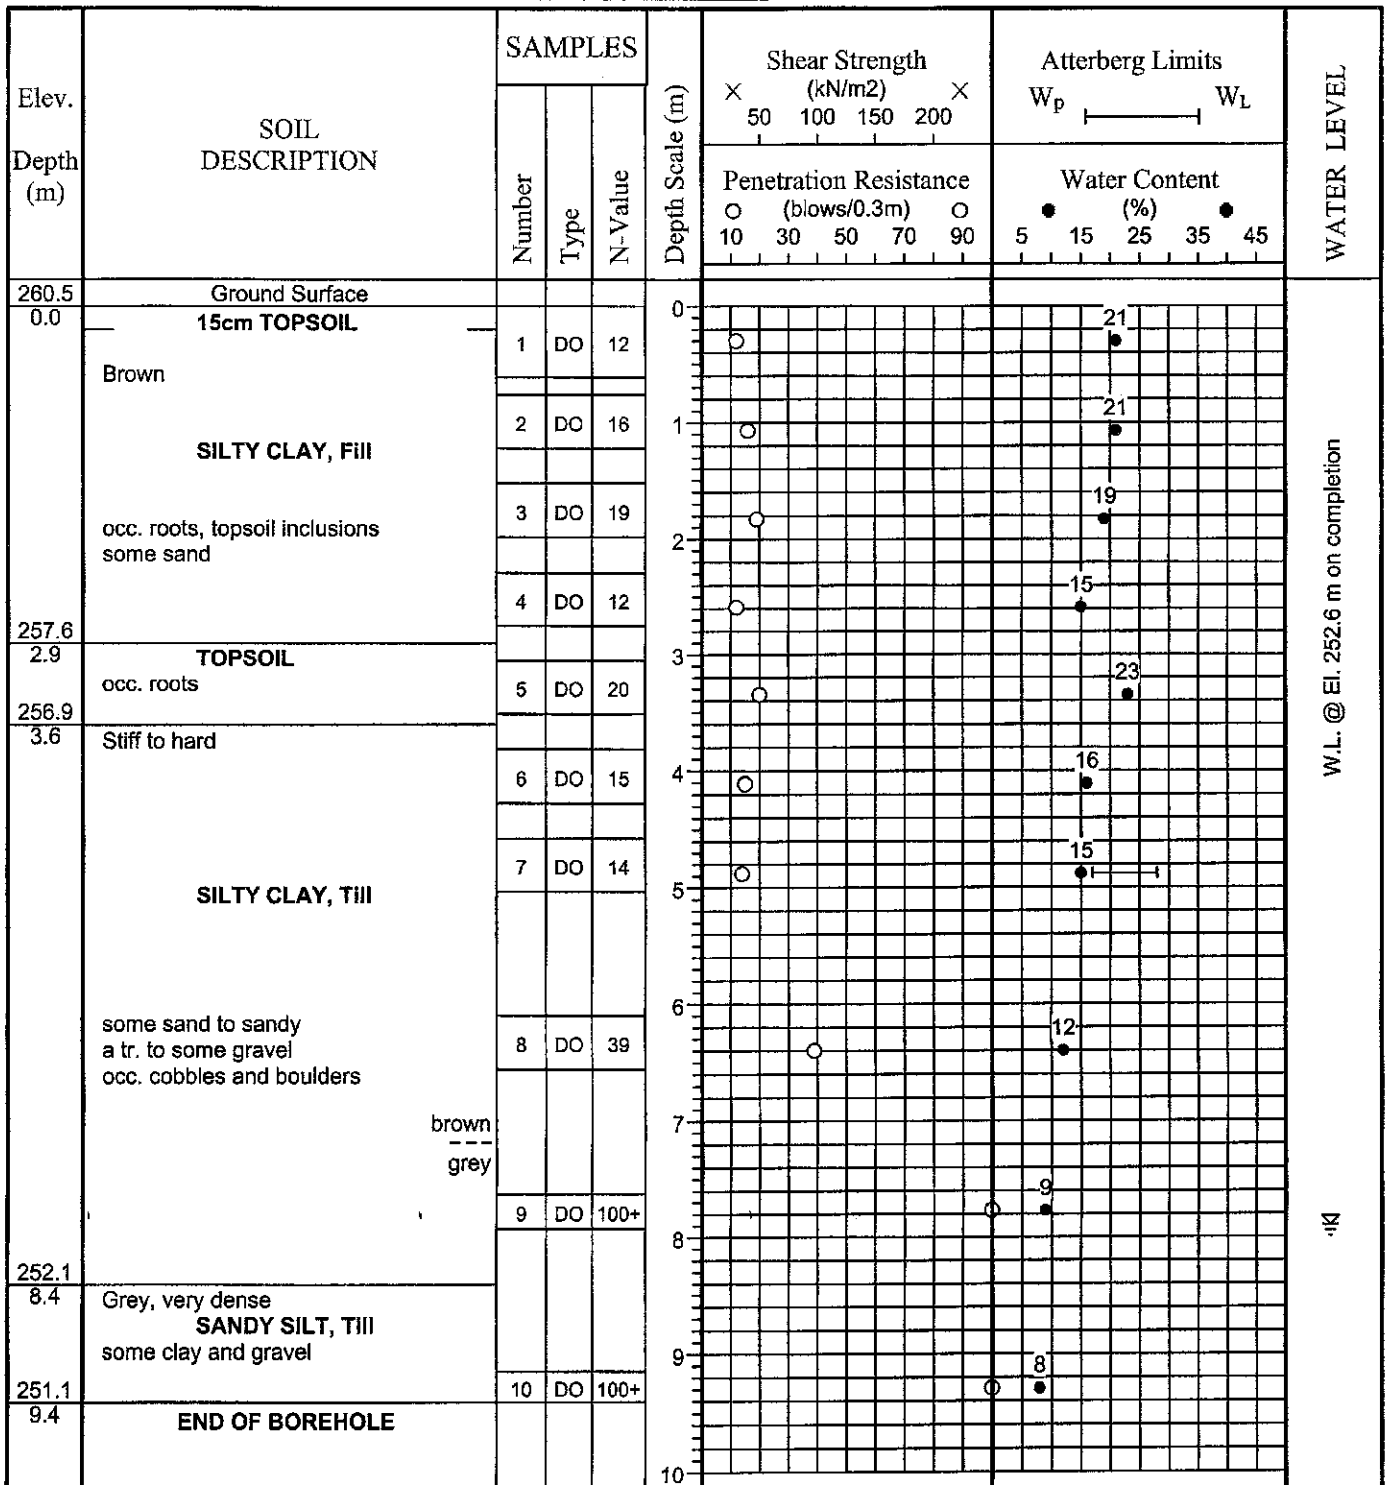 Elev.
Depth
(m)
SOIL
DESCRIPTION
SAMPLES
Number
Type
N-Value
Depth Scale (m)
Shear Strength
× (kN/m2) ×
50 100 150 200
Penetration Resistance
○ (blows/0.3m) ○
10 30 50 70 90
Atterberg Limits
Wp WL
Water Content
● (%) ●
5 15 25 35 45
WATER LEVEL
260.5 Ground Surface
0.0 15cm TOPSOIL
1 DO 12
Brown
2 DO 16
SILTY CLAY, Fill
3 DO 19
occ. roots, topsoil inclusions
some sand
4 DO 12
257.6
2.9 TOPSOIL
occ. roots
5 DO 20
256.9
3.6 Stiff to hard
6 DO 15
7 DO 14
SILTY CLAY, Till
some sand to sandy
a tr. to some gravel
occ. cobbles and boulders
8 DO 39
brown
grey
9 DO 100+
252.1
8.4 Grey, very dense
SANDY SILT, Till
some clay and gravel
10 DO 100+
251.1
9.4 END OF BOREHOLE
0
1
2
3
4
5
6
7
8
9
10
21
21
19
15
23
16
15
12
9
8
W.L. @ El. 252.6 m on completion